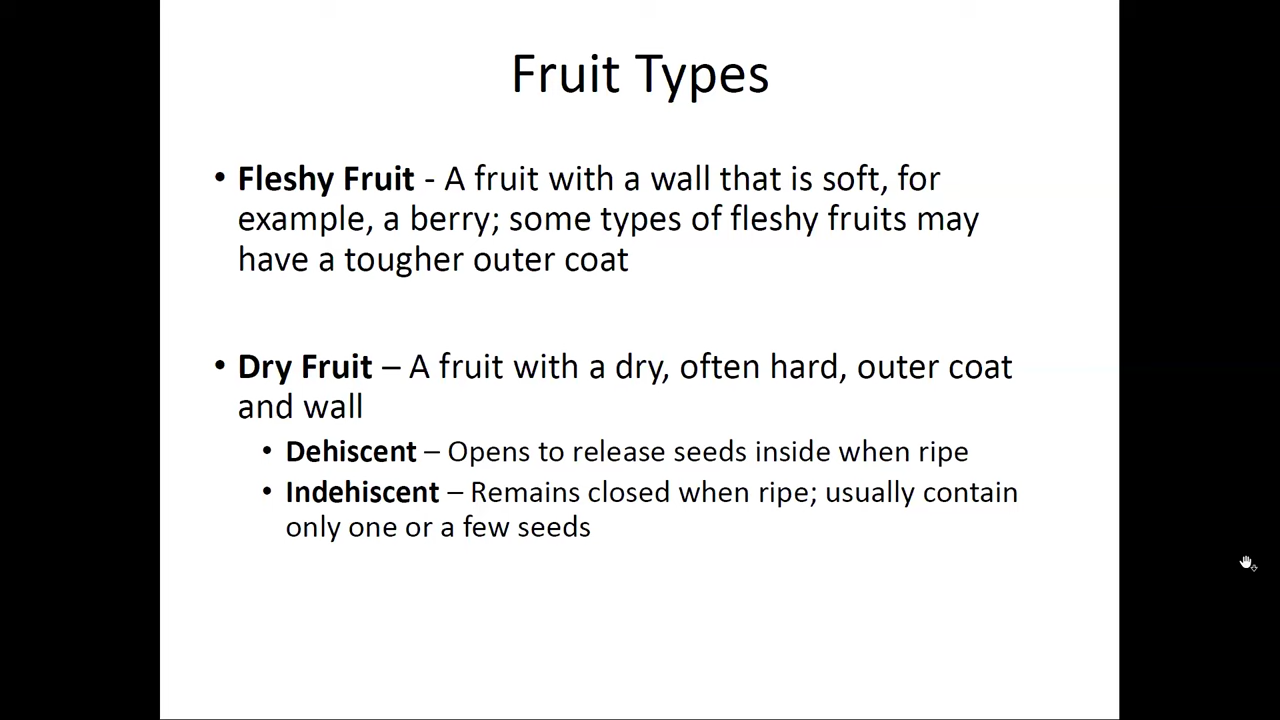 Fruit Types
• Fleshy Fruit - A fruit with a wall that is soft, for
example, a berry; some types of fleshy fruits may
have a tougher outer coat
• Dry Fruit – A fruit with a dry, often hard, outer coat
and wall
• Dehiscent – Opens to release seeds inside when ripe
• Indehiscent – Remains closed when ripe; usually contain
only one or a few seeds